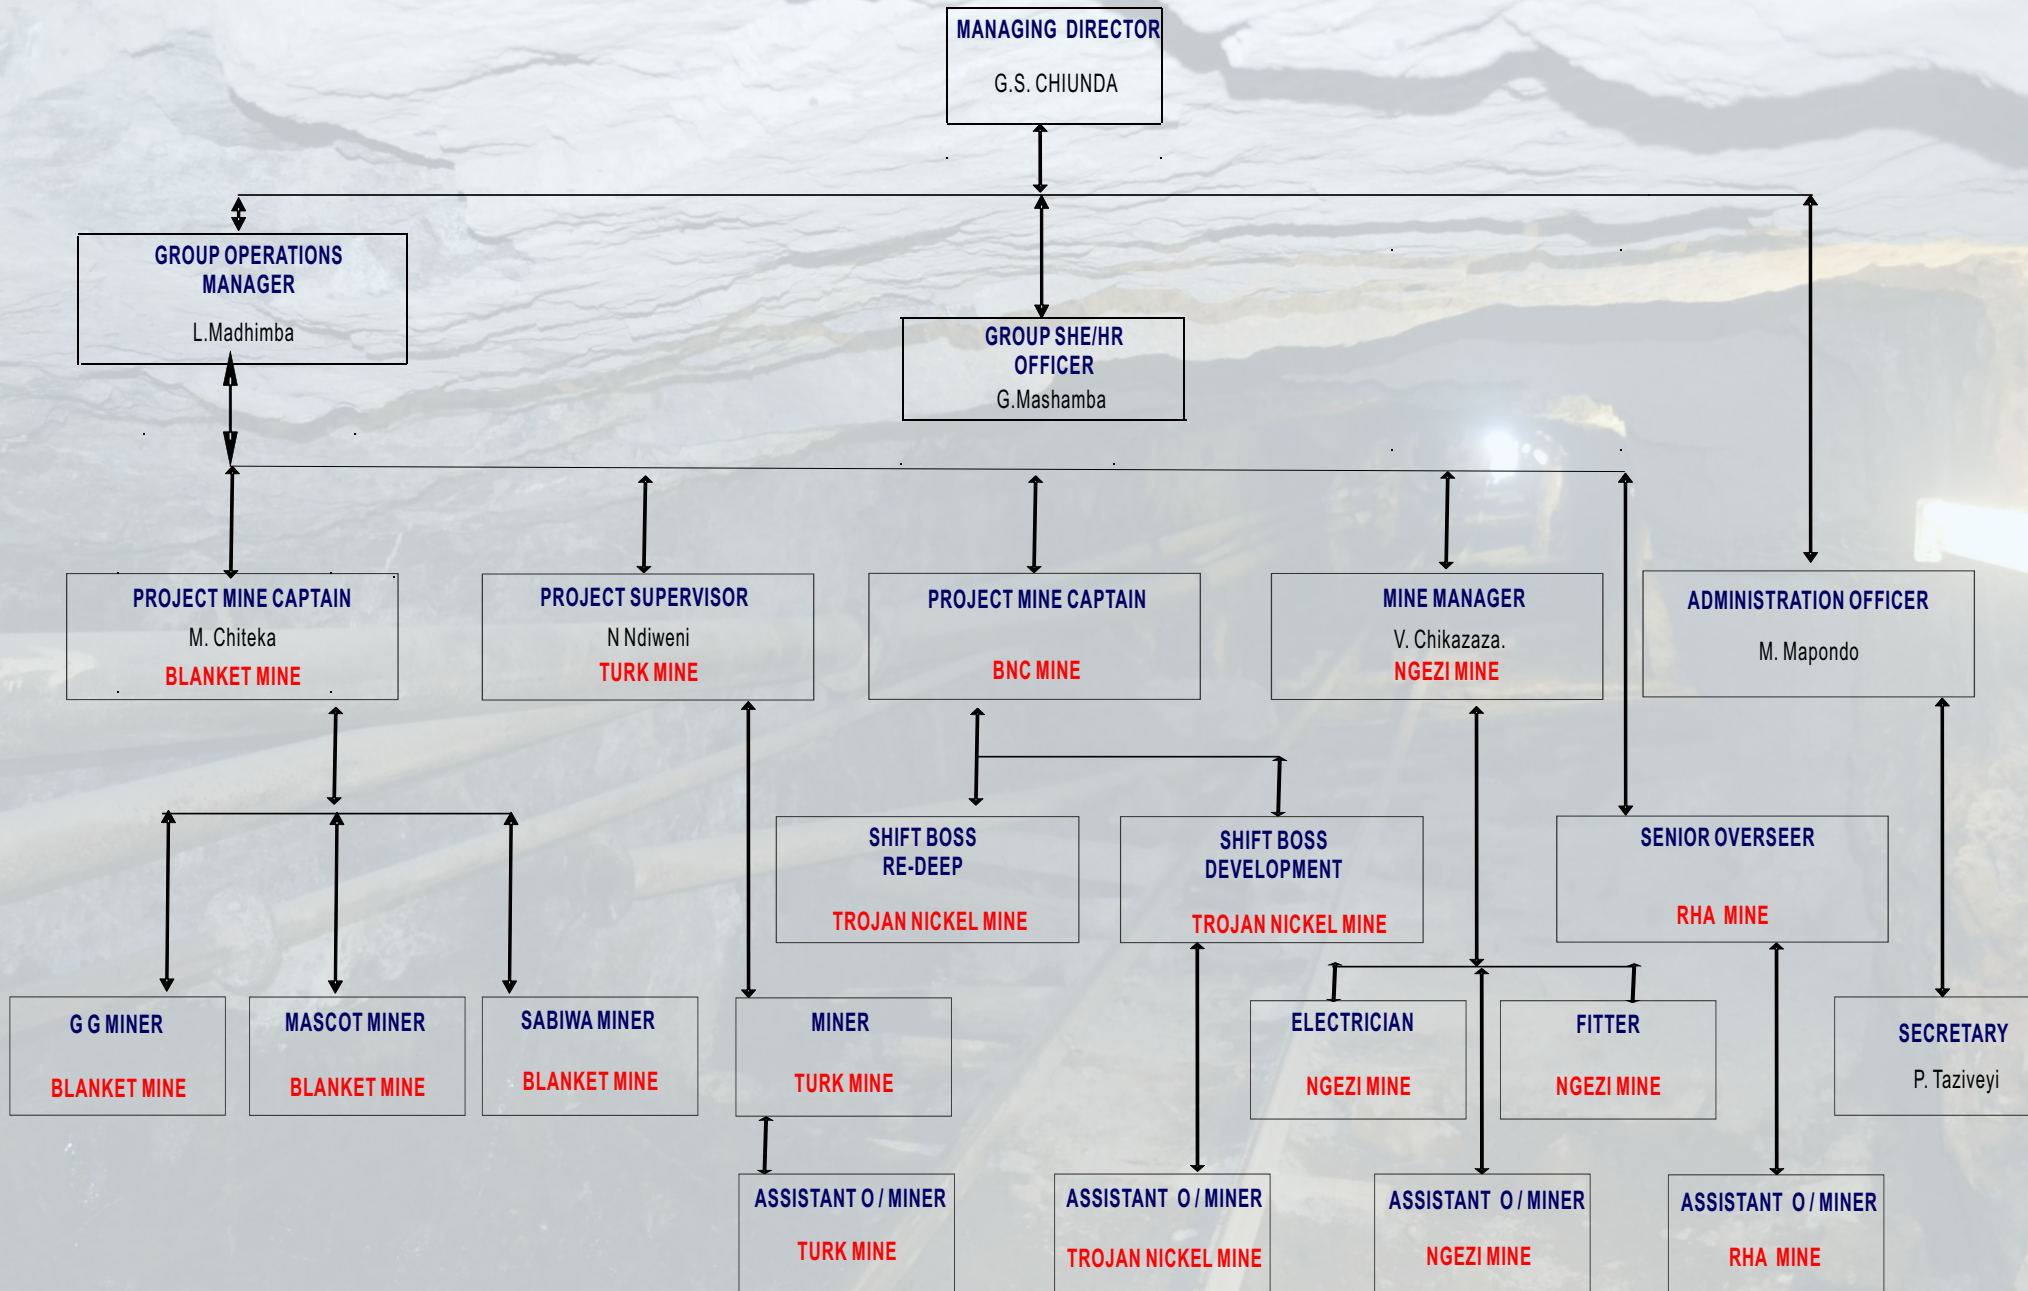 MANAGING DIRECTOR
G.S. CHIUNDA
GROUP OPERATIONS
MANAGER
L.Madhimba
GROUP SHE/HR
OFFICER
G.Mashamba
PROJECT MINE CAPTAIN
M. Chiteka
BLANKET MINE
PROJECT SUPERVISOR
N Ndiweni
TURK MINE
PROJECT MINE CAPTAIN
BNC MINE
MINE MANAGER
V. Chikazaza.
NGEZI MINE
ADMINISTRATION OFFICER
M. Mapondo
SHIFT BOSS
RE-DEEP
TROJAN NICKEL MINE
SHIFT BOSS
DEVELOPMENT
TROJAN NICKEL MINE
SENIOR OVERSEER
RHA MINE
G G MINER
BLANKET MINE
MASCOT MINER
BLANKET MINE
SABIWA MINER
BLANKET MINE
MINER
TURK MINE
ELECTRICIAN
NGEZI MINE
FITTER
NGEZI MINE
SECRETARY
P. Taziveyi
ASSISTANT O / MINER
TURK MINE
ASSISTANT O / MINER
TROJAN NICKEL MINE
ASSISTANT O / MINER
NGEZI MINE
ASSISTANT O / MINER
RHA MINE